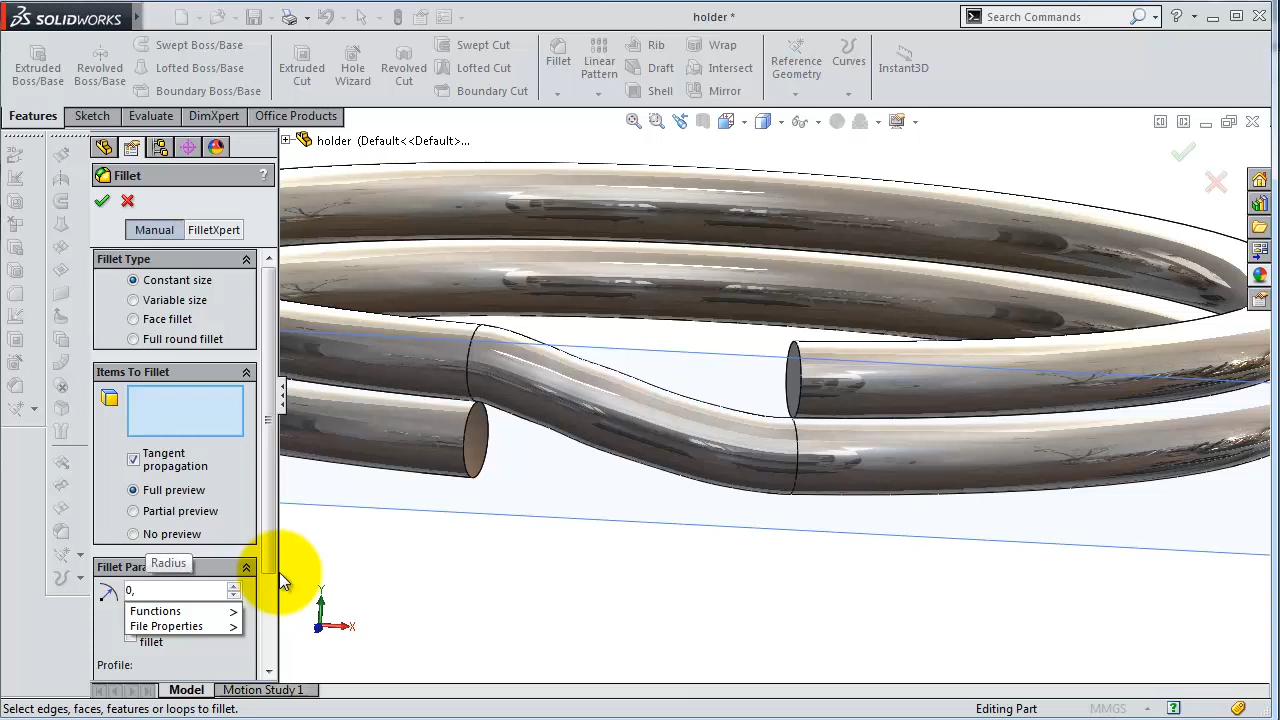 SOLIDWORKS
holder *
Search Commands
Extruded Boss/Base
Revolved Boss/Base
Swept Boss/Base
Lofted Boss/Base
Boundary Boss/Base
Extruded Cut
Hole Wizard
Revolved Cut
Swept Cut
Lofted Cut
Boundary Cut
Fillet
Linear Pattern
Rib
Draft
Shell
Wrap
Intersect
Mirror
Reference Geometry
Curves
Instant3D
Features
Sketch
Evaluate
DimXpert
Office Products
holder (Default<<Default>...
Fillet
?
Manual
FilletXpert
Fillet Type
Constant size
Variable size
Face fillet
Full round fillet
Items To Fillet
Tangent
propagation
Full preview
Partial preview
No preview
Fillet Para
Radius
0,
Functions >
File Properties >
fillet
Profile:
Y
X
Model
Motion Study 1
Select edges, faces, features or loops to fillet.
Editing Part
MMGS